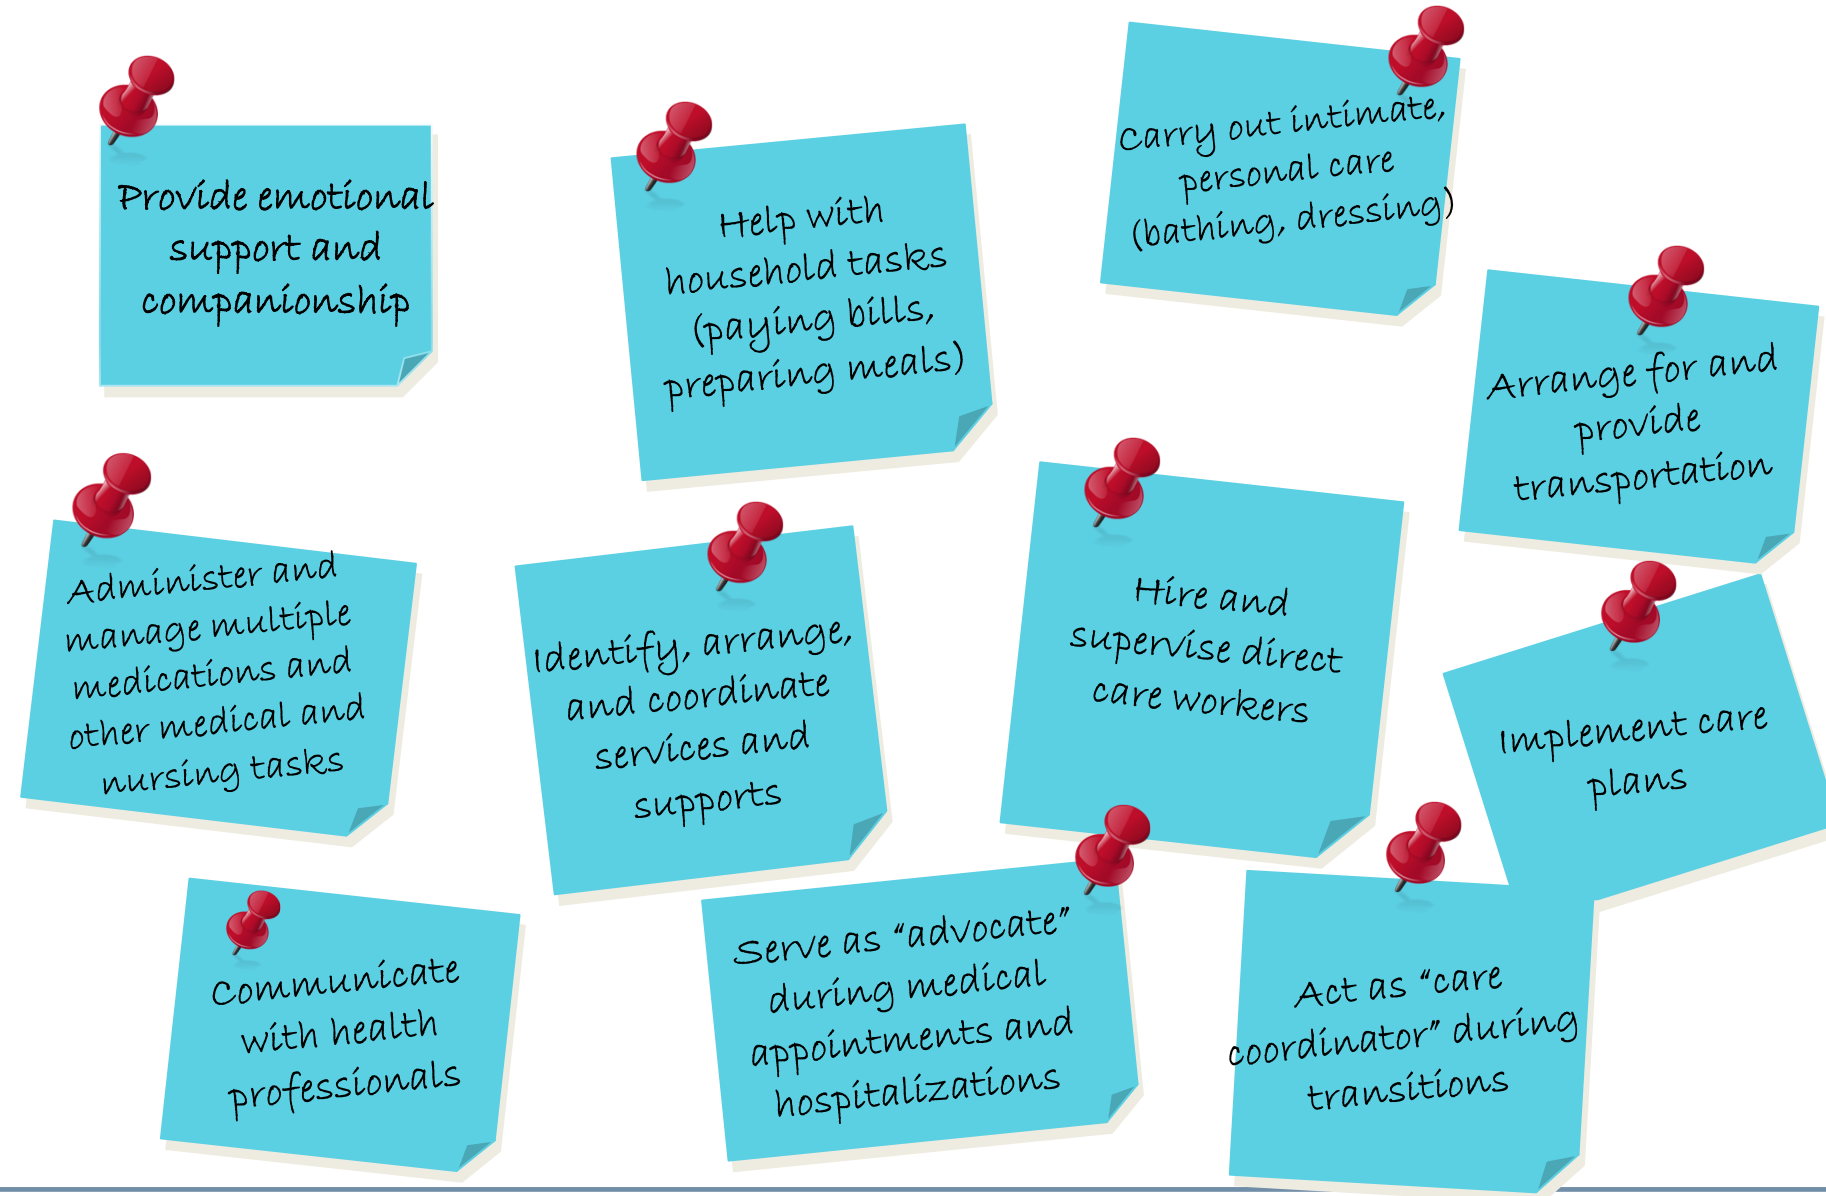 Provide emotional
support and
companionship
Help with
household tasks
(paying bills,
preparing meals)
Carry out intimate,
personal care
(bathing, dressing)
Arrange for and
provide
transportation
Administer and
manage multiple
medications and
other medical and
nursing tasks
Identify, arrange,
and coordinate
services and
supports
Hire and
supervise direct
care workers
Implement care
plans
Communicate
with health
professionals
Serve as “advocate”
during medical
appointments and
hospitalizations
Act as “care
coordinator” during
transitions